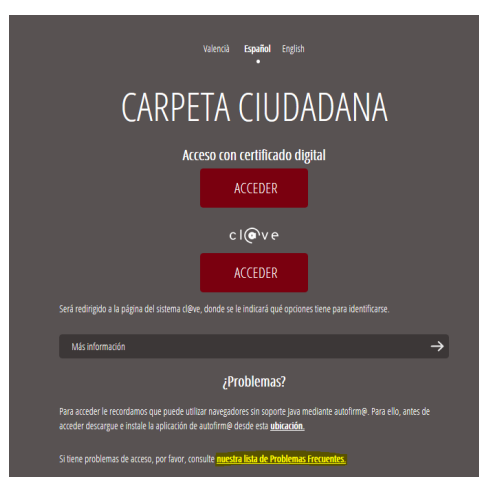 Valencià Español English
CARPETA CIUDADANA
Acceso con certificado digital
ACCEDER
cl@ve
ACCEDER
Será redirigido a la página del sistema cl@ve, donde se le indicará qué opciones tiene para identificarse.
Más información →
¿Problemas?
Para acceder le recordamos que puede utilizar navegadores sin soporte Java mediante autofirm@. Para ello, antes de
acceder descargue e instale la aplicación de autofirm@ desde esta ubicación.
Si tiene problemas de acceso, por favor, consulte nuestra lista de Problemas Frecuentes.